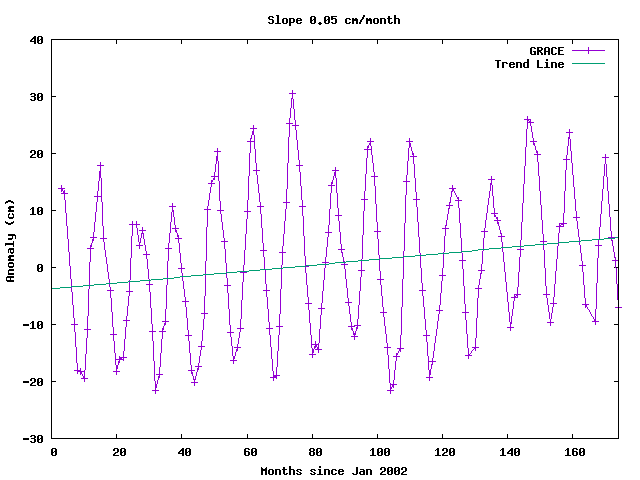 Slope 0.05 cm/month
GRACE
Trend Line
Anomaly (cm)
40
30
20
10
0
-10
-20
-30
0 20 40 60 80 100 120 140 160
Months since Jan 2002